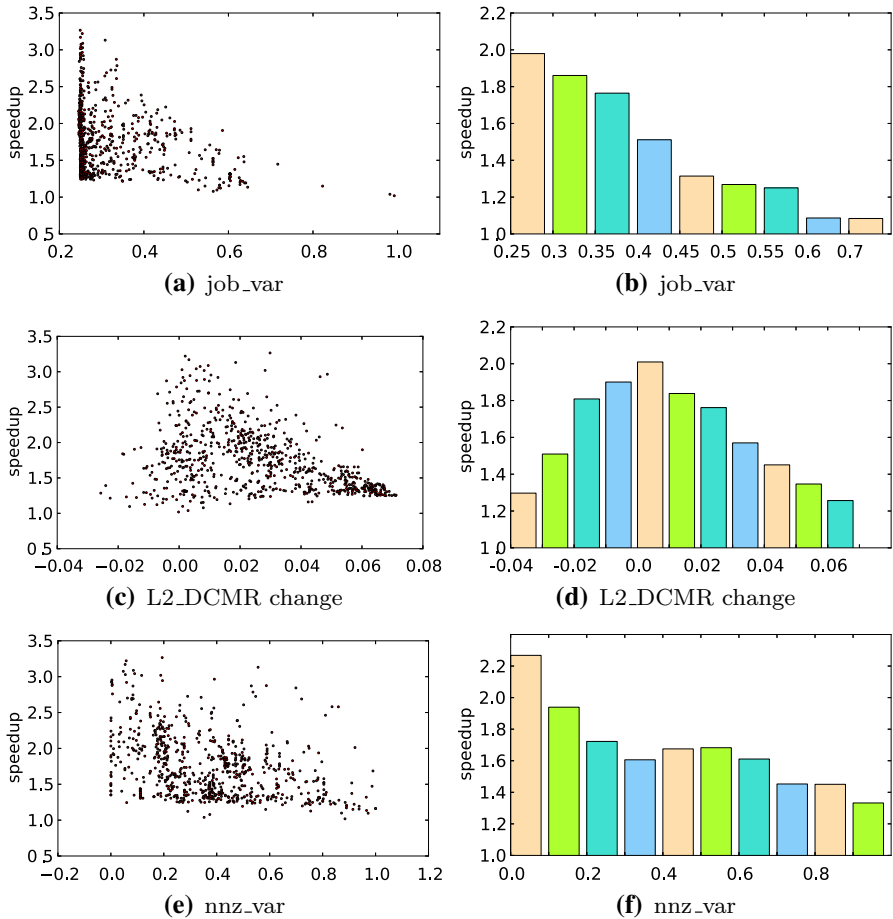 3.5
3.0
2.5
2.0
1.5
1.0
0.5
speedup
0.2 0.4 0.6 0.8 1.0
(a) job_var
2.2
2.0
1.8
1.6
1.4
1.2
1.0
speedup
0.25 0.3 0.35 0.4 0.45 0.5 0.55 0.6 0.7
(b) job_var
3.5
3.0
2.5
2.0
1.5
1.0
0.5
speedup
−0.04 −0.02 0.00 0.02 0.04 0.06 0.08
(c) L2_DCMR change
2.2
2.0
1.8
1.6
1.4
1.2
1.0
speedup
-0.04 -0.02 0.0 0.02 0.04 0.06
(d) L2_DCMR change
3.5
3.0
2.5
2.0
1.5
1.0
0.5
speedup
−0.2 0.0 0.2 0.4 0.6 0.8 1.0 1.2
(e) nnz_var
2.2
2.0
1.8
1.6
1.4
1.2
1.0
speedup
0.0 0.2 0.4 0.6 0.8
(f) nnz_var